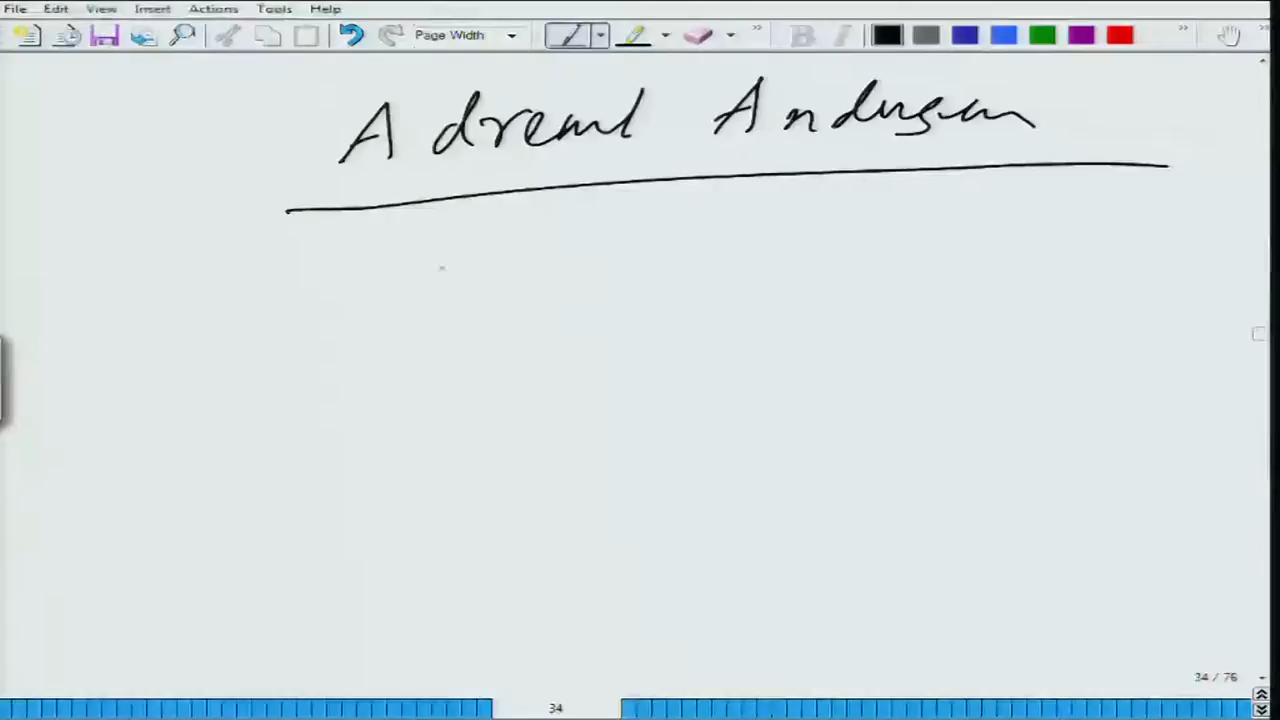 File Edit View Insert Actions Tools Help
Page Width
Adrenal Androgen
34 / 76
34